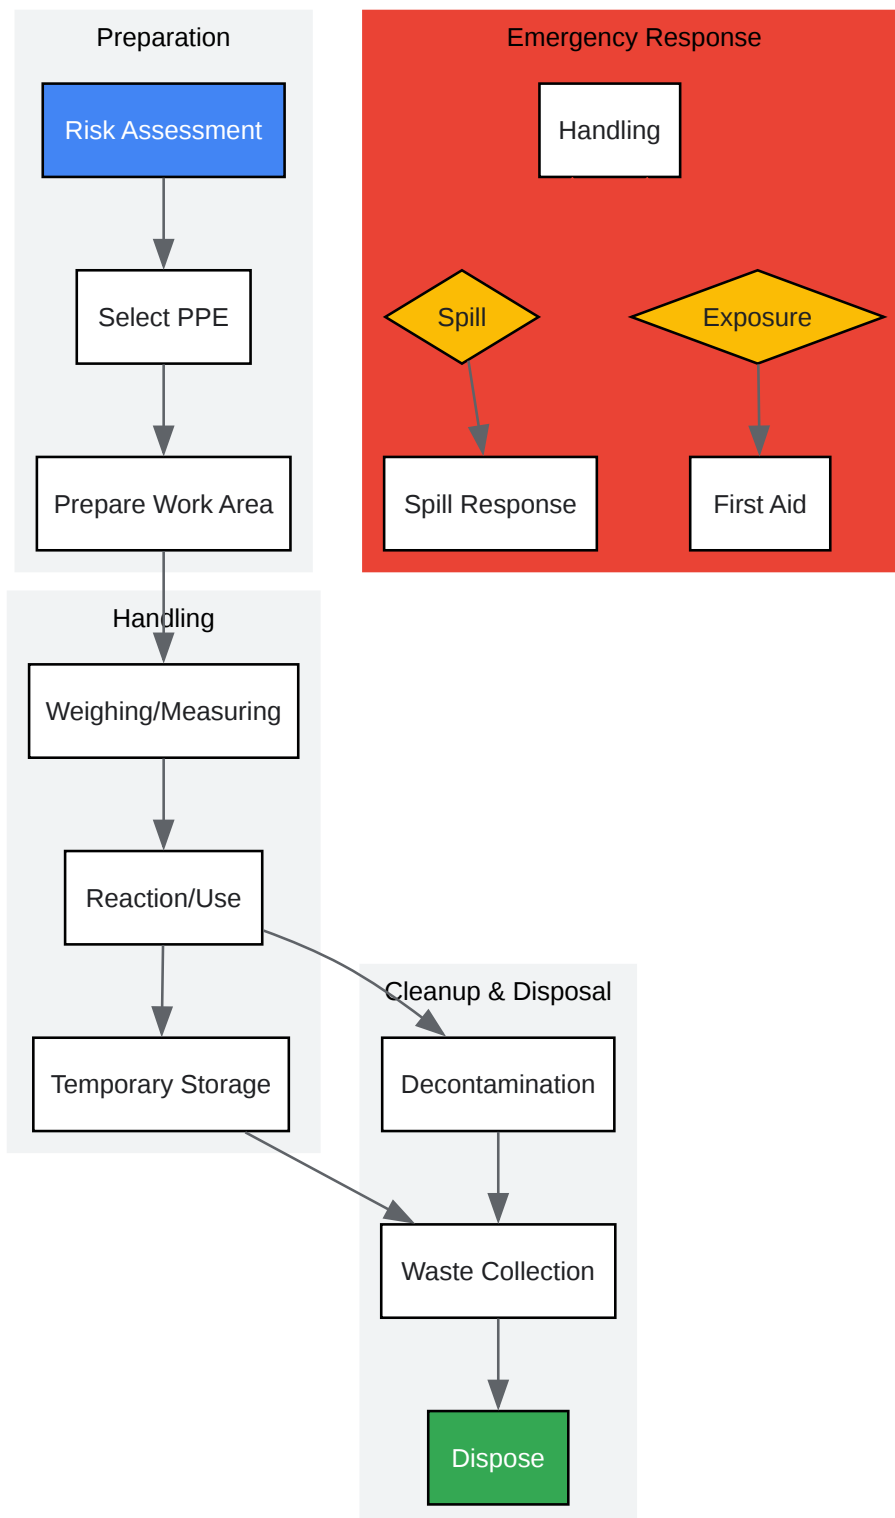 Preparation
Risk Assessment
Select PPE
Prepare Work Area
Emergency Response
Handling
Spill
Exposure
Spill Response
First Aid
Handling
Weighing/Measuring
Reaction/Use
Temporary Storage
Cleanup & Disposal
Decontamination
Waste Collection
Dispose